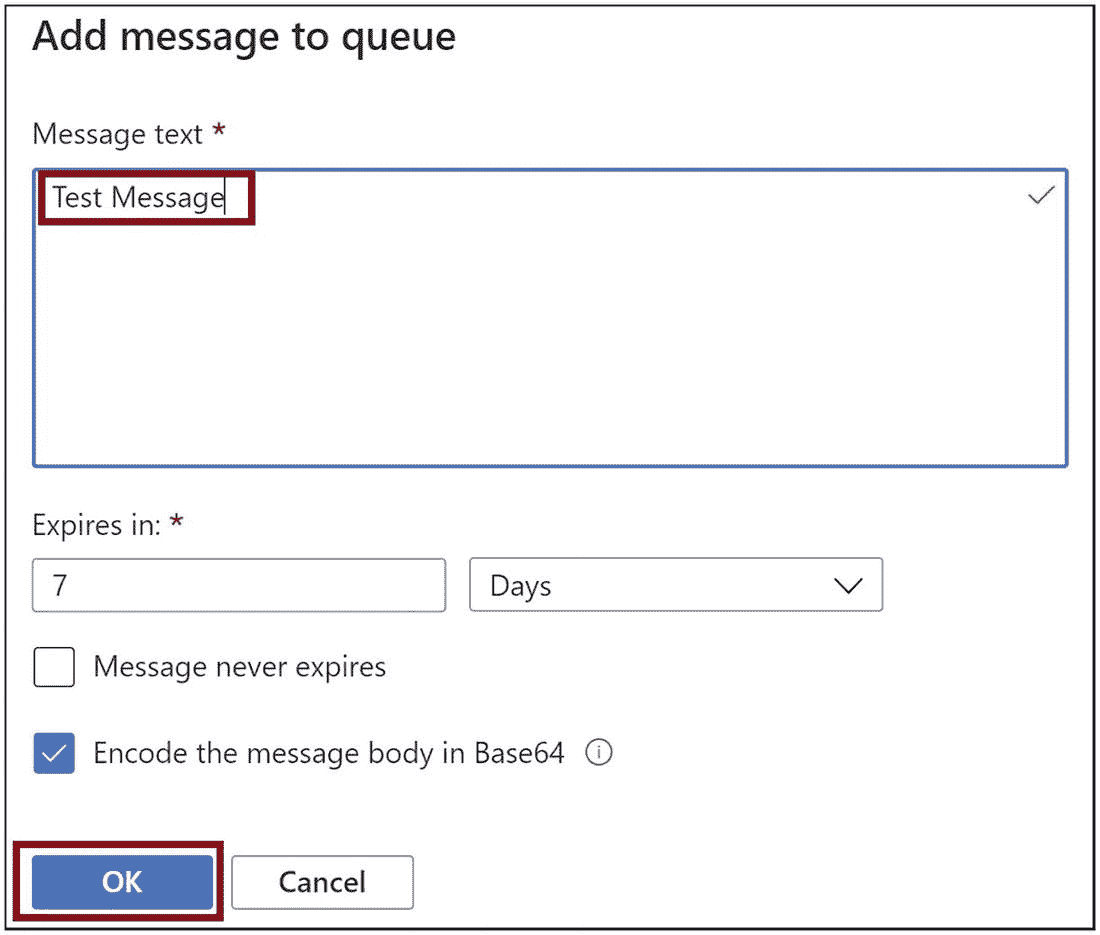 Add message to queue
Message text *
Test Message
Expires in: *
7 Days
Message never expires
Encode the message body in Base64
OK Cancel